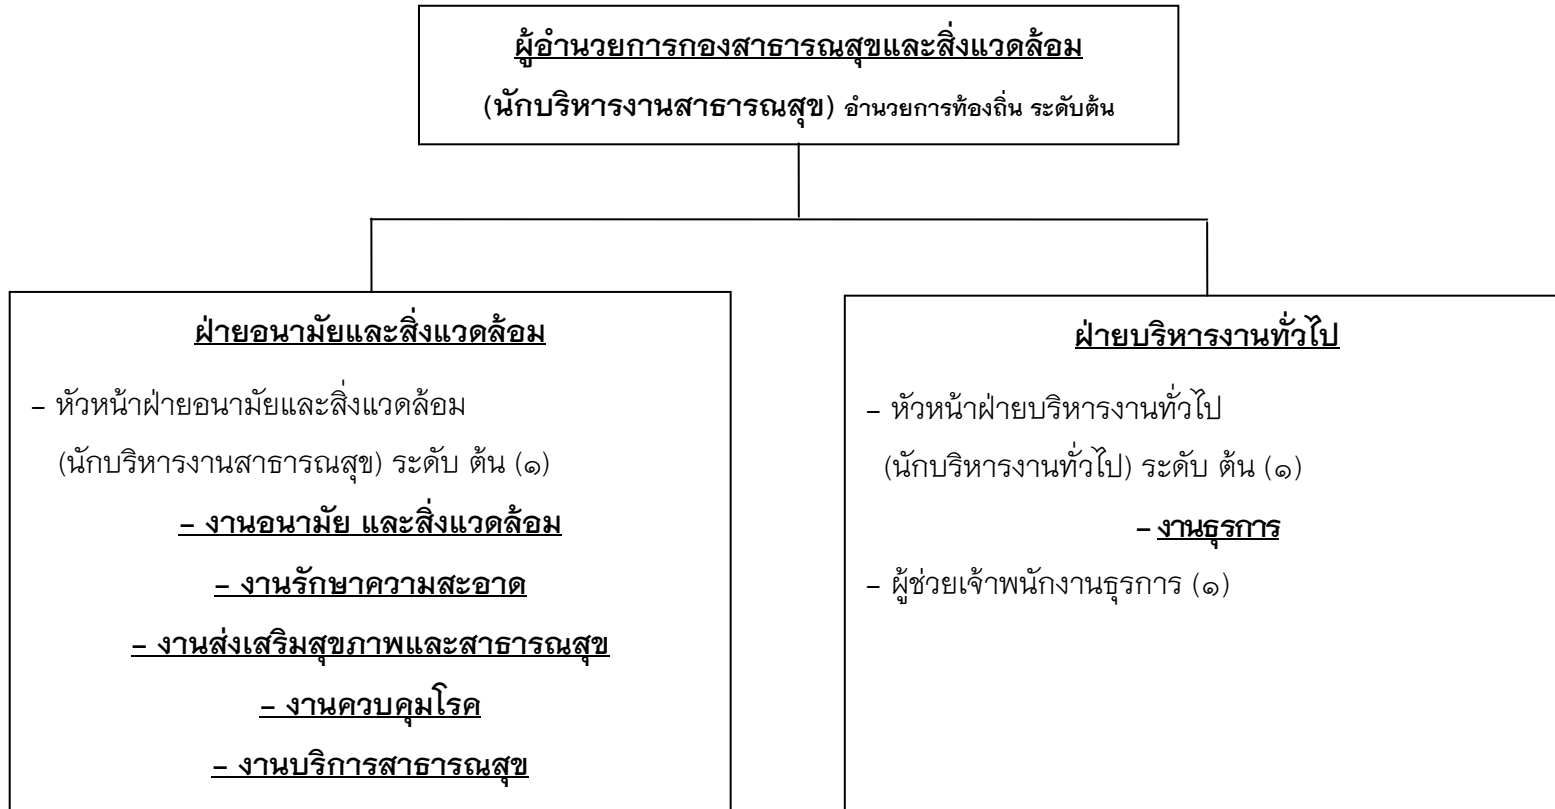 ผู้อำนวยการกองสาธารณสุขและสิ่งแวดล้อม
(นักบริหารงานสาธารณสุข) อำนวยการท้องถิ่น ระดับต้น
ฝ่ายอนามัยและสิ่งแวดล้อม
– หัวหน้าฝ่ายอนามัยและสิ่งแวดล้อม
(นักบริหารงานสาธารณสุข) ระดับ ต้น (๑)
– งานอนามัย และสิ่งแวดล้อม
– งานรักษาความสะอาด
– งานส่งเสริมสุขภาพและสาธารณสุข
– งานควบคุมโรค
– งานบริการสาธารณสุข
ฝ่ายบริหารงานทั่วไป
– หัวหน้าฝ่ายบริหารงานทั่วไป
(นักบริหารงานทั่วไป) ระดับ ต้น (๑)
– งานธุรการ
– ผู้ช่วยเจ้าพนักงานธุรการ (๑)